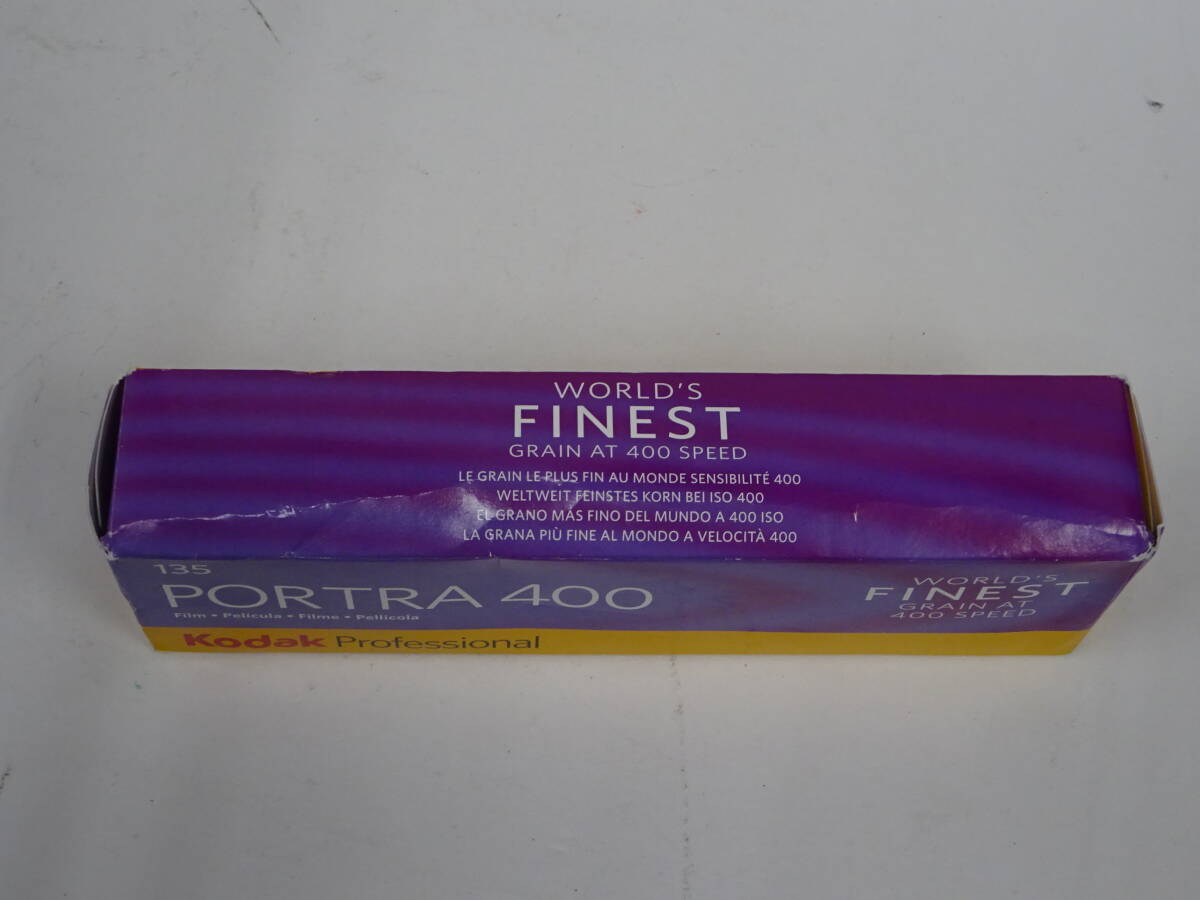 WORLD'S
FINEST
GRAIN AT 400 SPEED
LE GRAIN LE PLUS FIN AU MONDE SENSIBILITÉ 400
WELTWEIT FEINSTES KORN BEI ISO 400
EL GRANO MÁS FINO DEL MUNDO A 400 ISO
LA GRANA PIÙ FINE AL MONDO A VELOCITÀ 400
135
PORTRA 400
Film • Película • Filme • Pellicola
Kodak Professional
WORLD'S
FINEST
GRAIN AT
400 SPEED